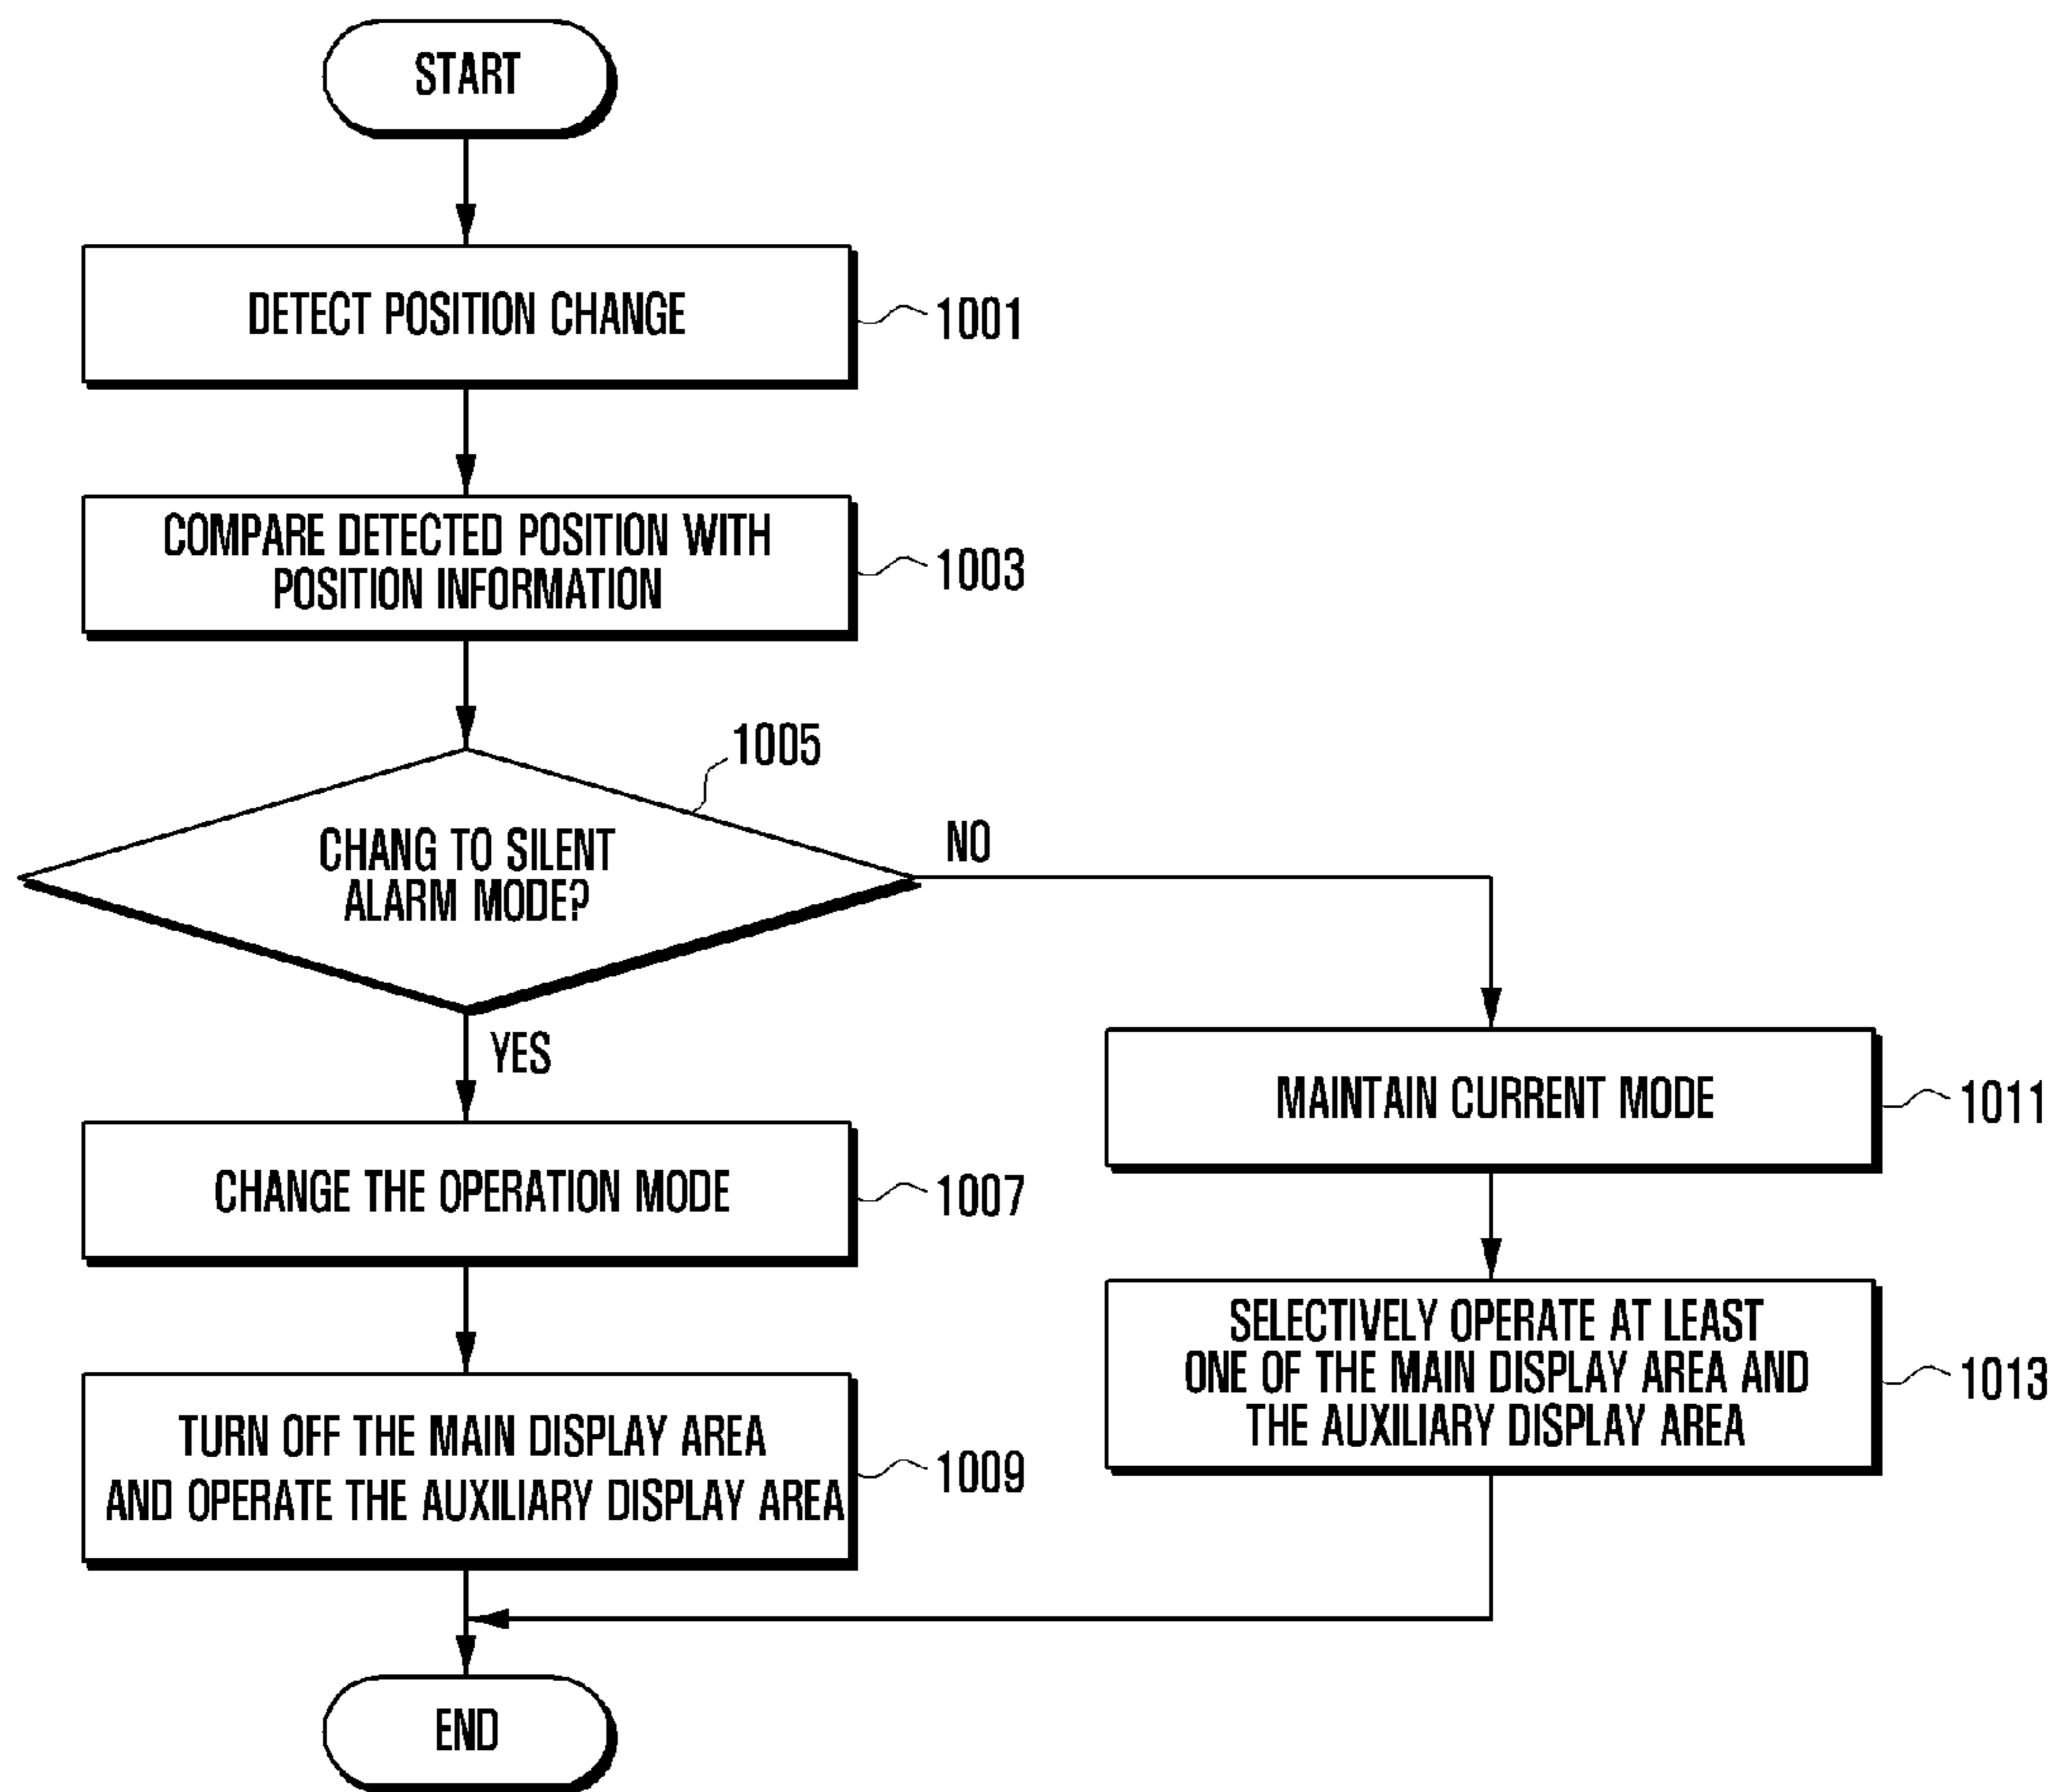 START
DETECT POSITION CHANGE
1001
COMPARE DETECTED POSITION WITH
POSITION INFORMATION
1003
1005
CHANG TO SILENT
ALARM MODE?
NO
YES
CHANGE THE OPERATION MODE
1007
TURN OFF THE MAIN DISPLAY AREA
AND OPERATE THE AUXILIARY DISPLAY AREA
1009
MAINTAIN CURRENT MODE
1011
SELECTIVELY OPERATE AT LEAST
ONE OF THE MAIN DISPLAY AREA AND
THE AUXILIARY DISPLAY AREA
1013
END